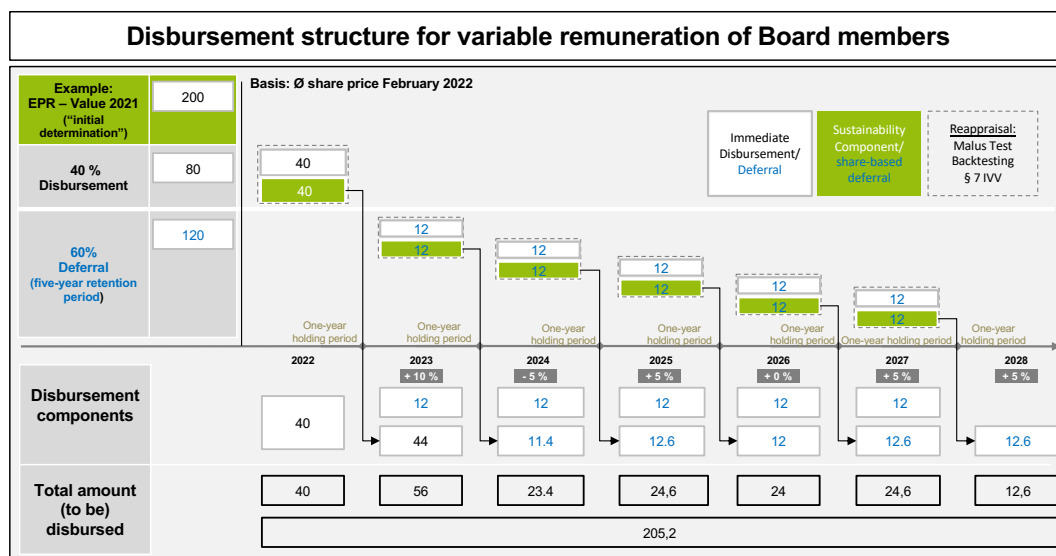 Disbursement structure for variable remuneration of Board members
Example:
EPR – Value 2021
(“initial
determination”)
200
Basis: Ø share price February 2022
Immediate
Disbursement/
Deferral
Sustainability
Component/
share-based
deferral
Reappraisal:
Malus Test
Backtesting
§ 7 IVV
40 %
Disbursement
80
40
40
60%
Deferral
(five-year retention
period)
120
12
12
12
12
12
12
12
12
12
12
One-year
holding period
One-year
holding period
One-year
holding period
One-year
holding period
One-year
holding period
One-year holding period
One-year
holding period
2022
2023
2024
2025
2026
2027
2028
+ 10 %
- 5 %
+ 5 %
+ 0 %
+ 5 %
+ 5 %
Disbursement
components
40
12
12
12
12
12
44
11.4
12.6
12
12.6
12.6
Total amount
(to be)
disbursed
40
56
23.4
24,6
24
24,6
12,6
205,2